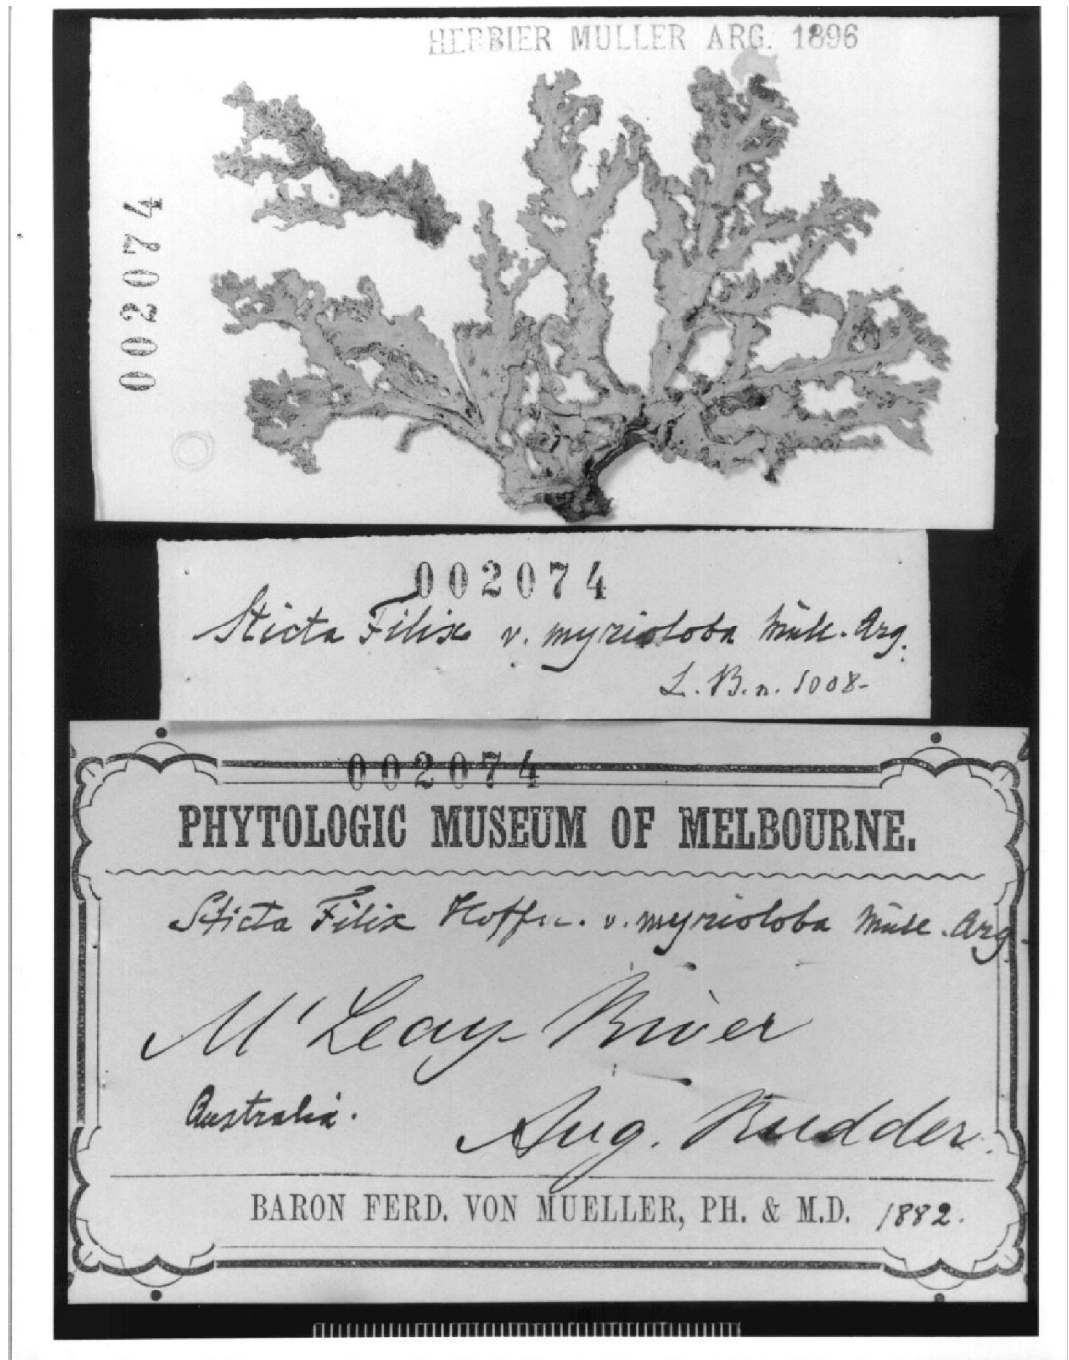 HERBIER MULLER ARG. 1896
002074
002074
Sticta Filix v. myrioloba Müll. Arg.
L. B. n. 1008-
002074
PHYTOLOGIC MUSEUM OF MELBOURNE.
Sticta Filix Hoffm. v. myrioloba Müll. Arg.
M'Leay River
Australia.
Aug. Rudder.
BARON FERD. VON MUELLER, PH. & M.D. 1882.